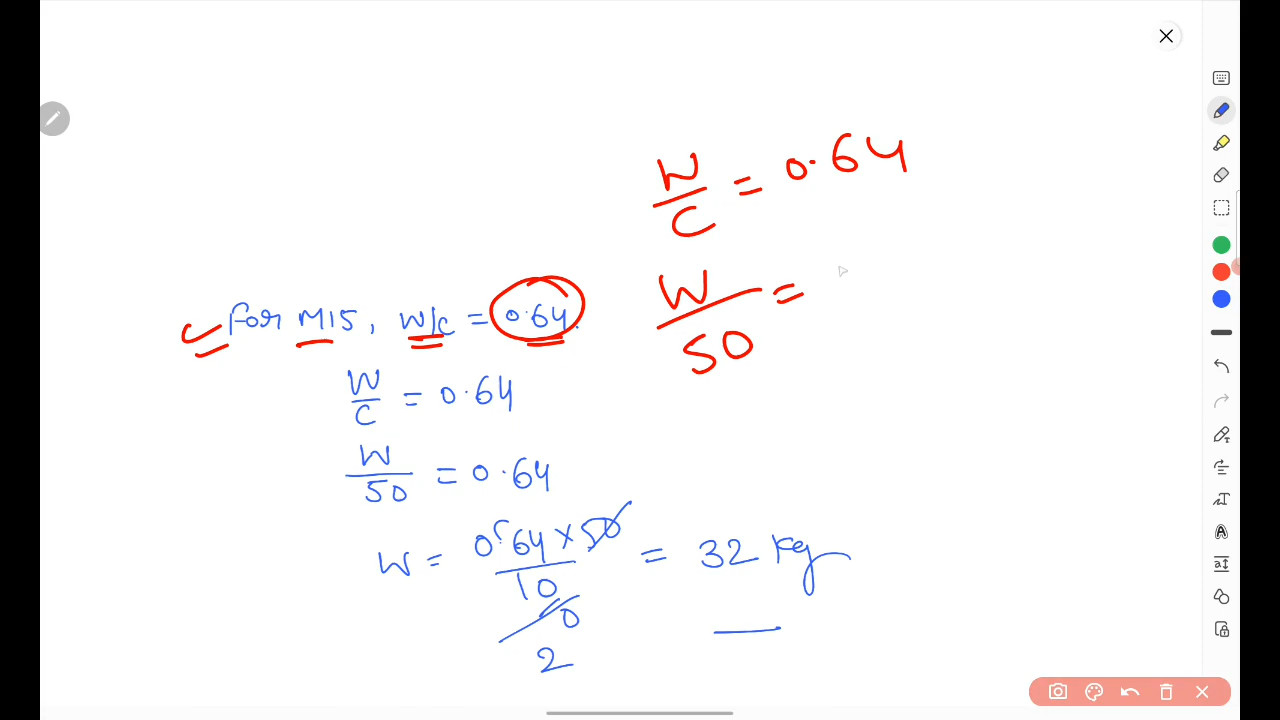 W/C = 0.64
W/50 =
For M15, W/C = 0.64.
W/C = 0.64
W/50 = 0.64
W = 0.64 x 50 / 100 = 32 Kg
2